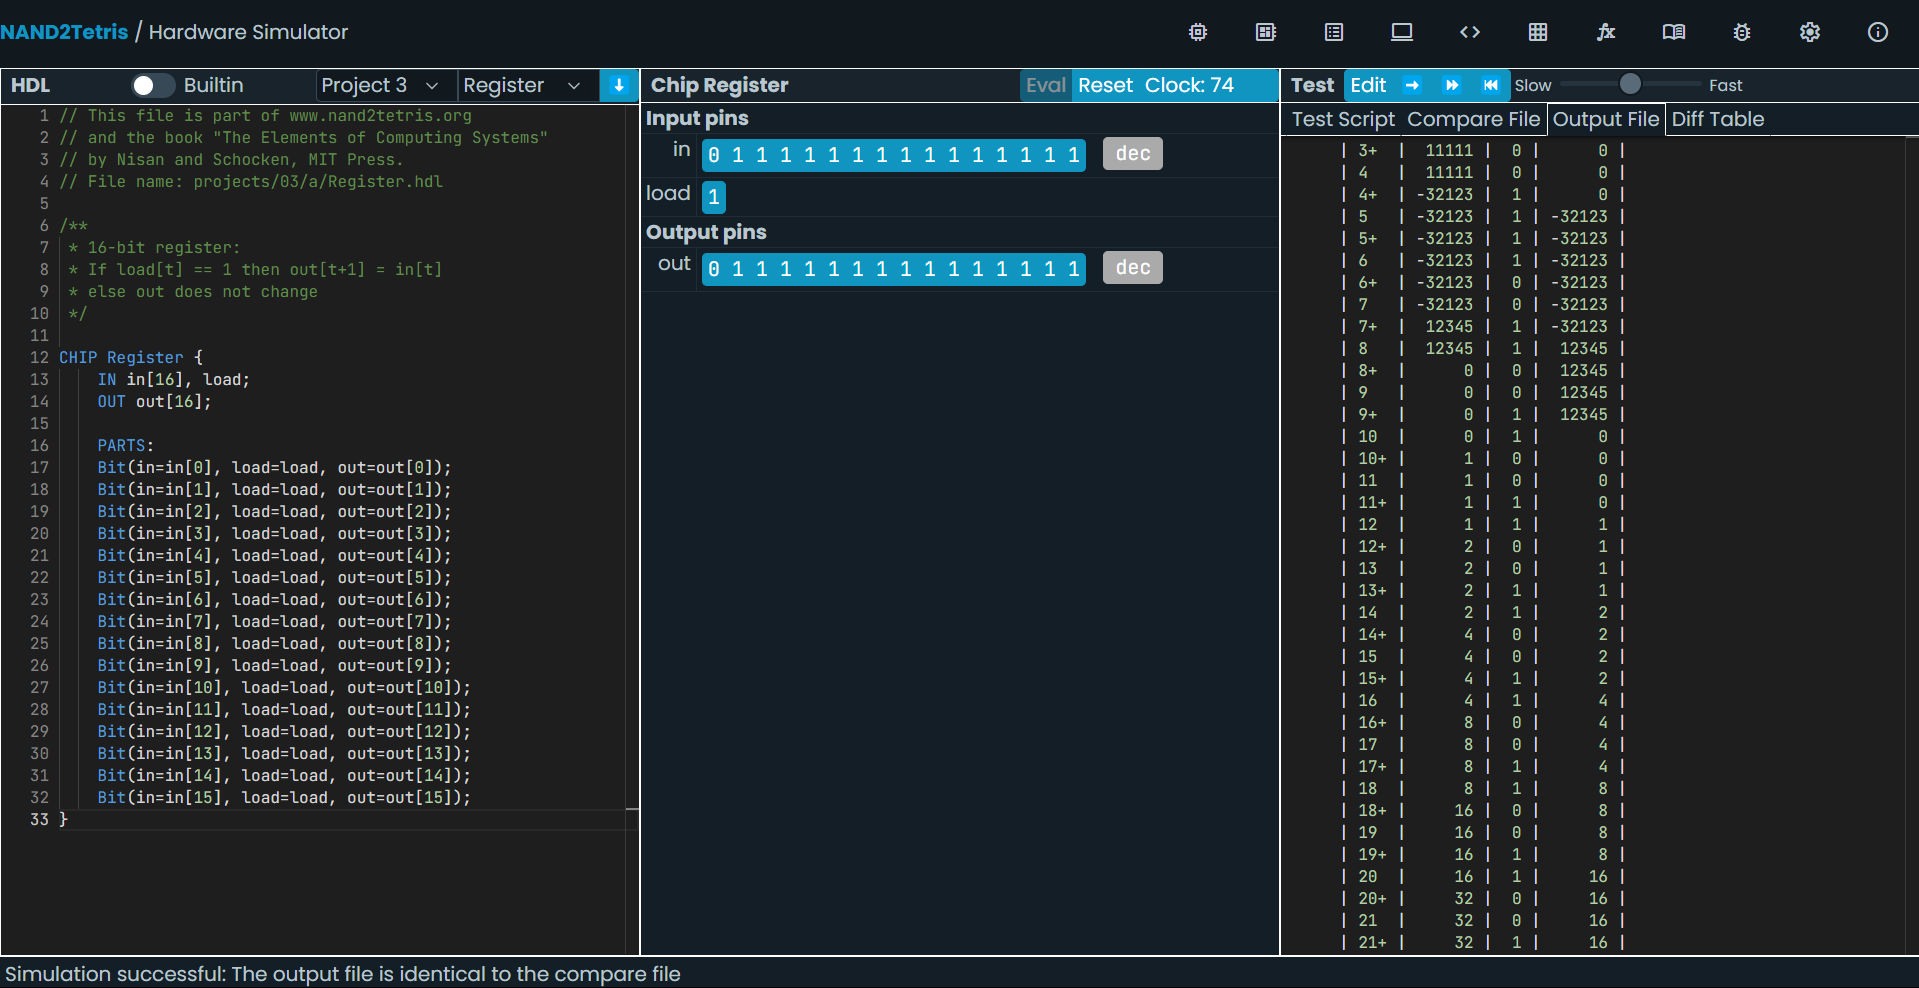 NAND2Tetris / Hardware Simulator
HDL Builtin Project 3 Register
1 // This file is part of www.nand2tetris.org
2 // and the book "The Elements of Computing Systems"
3 // by Nisan and Schocken, MIT Press.
4 // File name: projects/03/a/Register.hdl
5
6 /**
7 * 16-bit register:
8 * If load[t] == 1 then out[t+1] = in[t]
9 * else out does not change
10 */
11
12 CHIP Register {
13 IN in[16], load;
14 OUT out[16];
15
16 PARTS:
17 Bit(in=in[0], load=load, out=out[0]);
18 Bit(in=in[1], load=load, out=out[1]);
19 Bit(in=in[2], load=load, out=out[2]);
20 Bit(in=in[3], load=load, out=out[3]);
21 Bit(in=in[4], load=load, out=out[4]);
22 Bit(in=in[5], load=load, out=out[5]);
23 Bit(in=in[6], load=load, out=out[6]);
24 Bit(in=in[7], load=load, out=out[7]);
25 Bit(in=in[8], load=load, out=out[8]);
26 Bit(in=in[9], load=load, out=out[9]);
27 Bit(in=in[10], load=load, out=out[10]);
28 Bit(in=in[11], load=load, out=out[11]);
29 Bit(in=in[12], load=load, out=out[12]);
30 Bit(in=in[13], load=load, out=out[13]);
31 Bit(in=in[14], load=load, out=out[14]);
32 Bit(in=in[15], load=load, out=out[15]);
33 }
Chip Register Eval Reset Clock: 74
Input pins
in 0 1 1 1 1 1 1 1 1 1 1 1 1 1 1 1 dec
load 1
Output pins
out 0 1 1 1 1 1 1 1 1 1 1 1 1 1 1 1 dec
Test Edit Slow Fast
Test Script Compare File Output File Diff Table
| 3+ | 11111 | 0 | 0 |
| 4 | 11111 | 0 | 0 |
| 4+ | -32123 | 1 | 0 |
| 5 | -32123 | 1 | -32123 |
| 5+ | -32123 | 1 | -32123 |
| 6 | -32123 | 1 | -32123 |
| 6+ | -32123 | 0 | -32123 |
| 7 | -32123 | 0 | -32123 |
| 7+ | 12345 | 1 | -32123 |
| 8 | 12345 | 1 | 12345 |
| 8+ | 0 | 0 | 12345 |
| 9 | 0 | 0 | 12345 |
| 9+ | 0 | 1 | 12345 |
| 10 | 0 | 1 | 0 |
| 10+ | 1 | 0 | 0 |
| 11 | 1 | 0 | 0 |
| 11+ | 1 | 1 | 0 |
| 12 | 1 | 1 | 1 |
| 12+ | 2 | 0 | 1 |
| 13 | 2 | 0 | 1 |
| 13+ | 2 | 1 | 1 |
| 14 | 2 | 1 | 2 |
| 14+ | 4 | 0 | 2 |
| 15 | 4 | 0 | 2 |
| 15+ | 4 | 1 | 2 |
| 16 | 4 | 1 | 4 |
| 16+ | 8 | 0 | 4 |
| 17 | 8 | 0 | 4 |
| 17+ | 8 | 1 | 4 |
| 18 | 8 | 1 | 8 |
| 18+ | 16 | 0 | 8 |
| 19 | 16 | 0 | 8 |
| 19+ | 16 | 1 | 8 |
| 20 | 16 | 1 | 16 |
| 20+ | 32 | 0 | 16 |
| 21 | 32 | 0 | 16 |
| 21+ | 32 | 1 | 16 |
Simulation successful: The output file is identical to the compare file